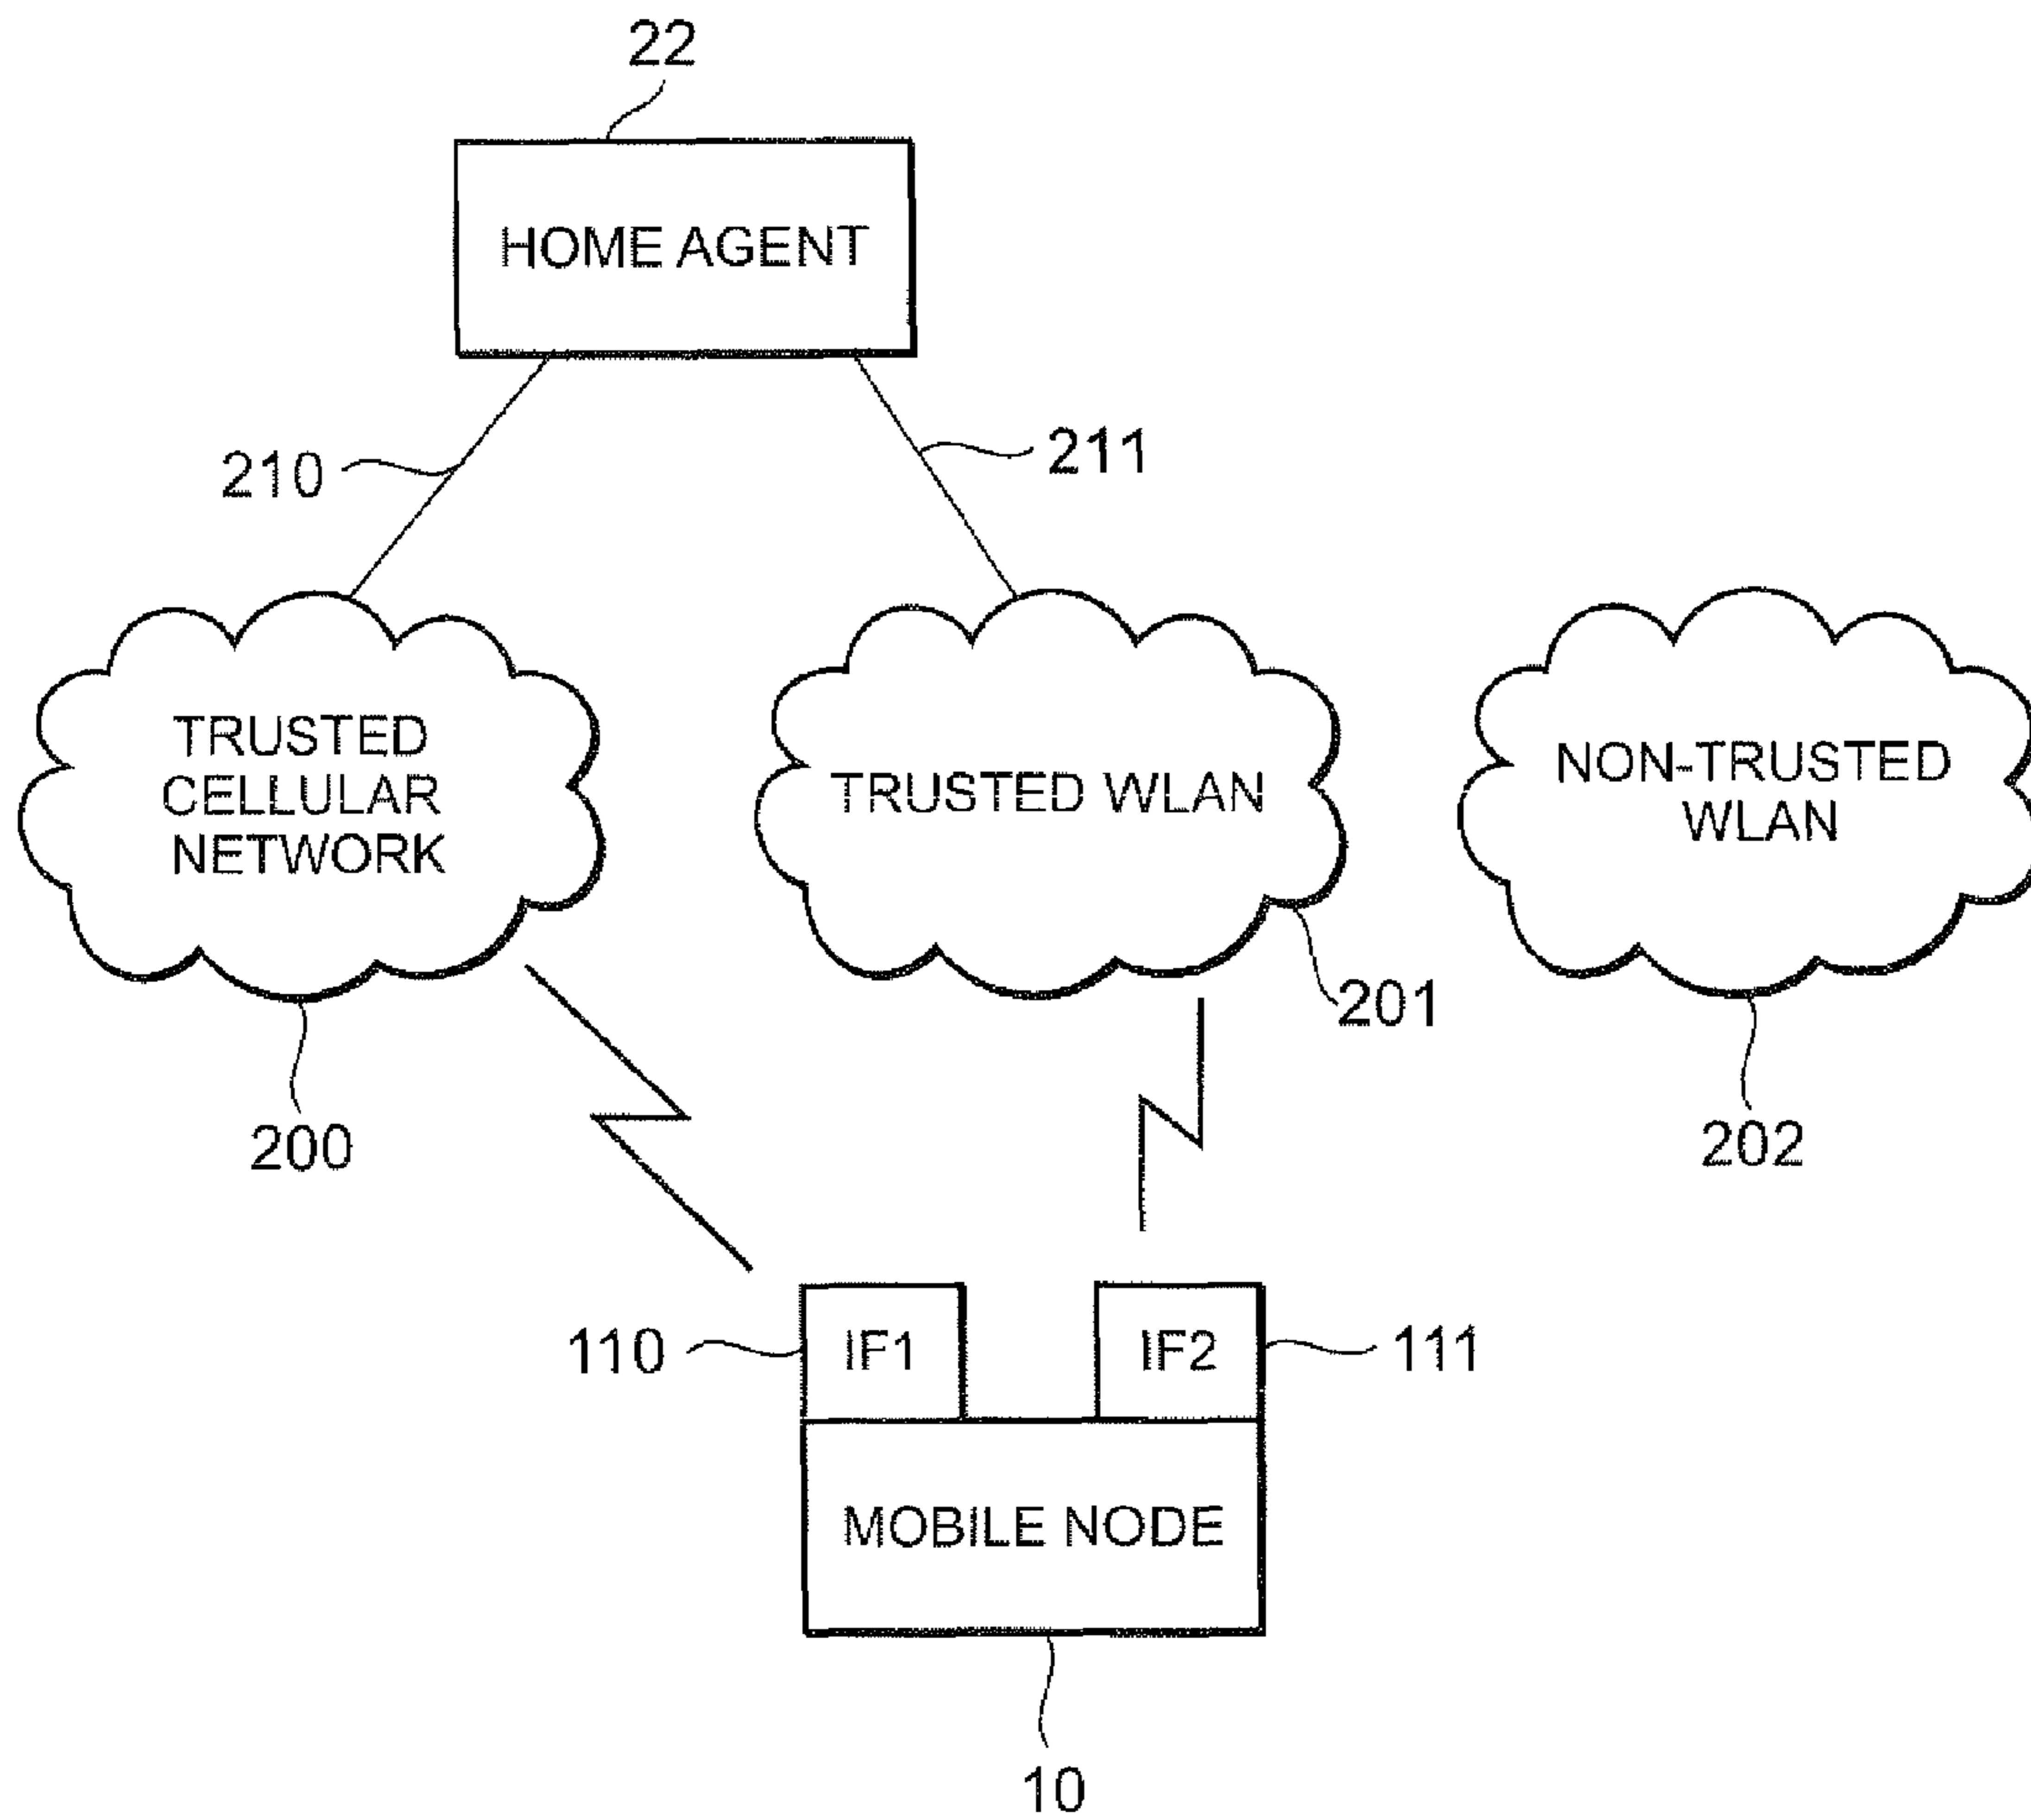 22
HOME AGENT
210
211
TRUSTED
CELLULAR
NETWORK
TRUSTED WLAN
NON-TRUSTED
WLAN
201
200
202
110
IF1
IF2
111
MOBILE NODE
10